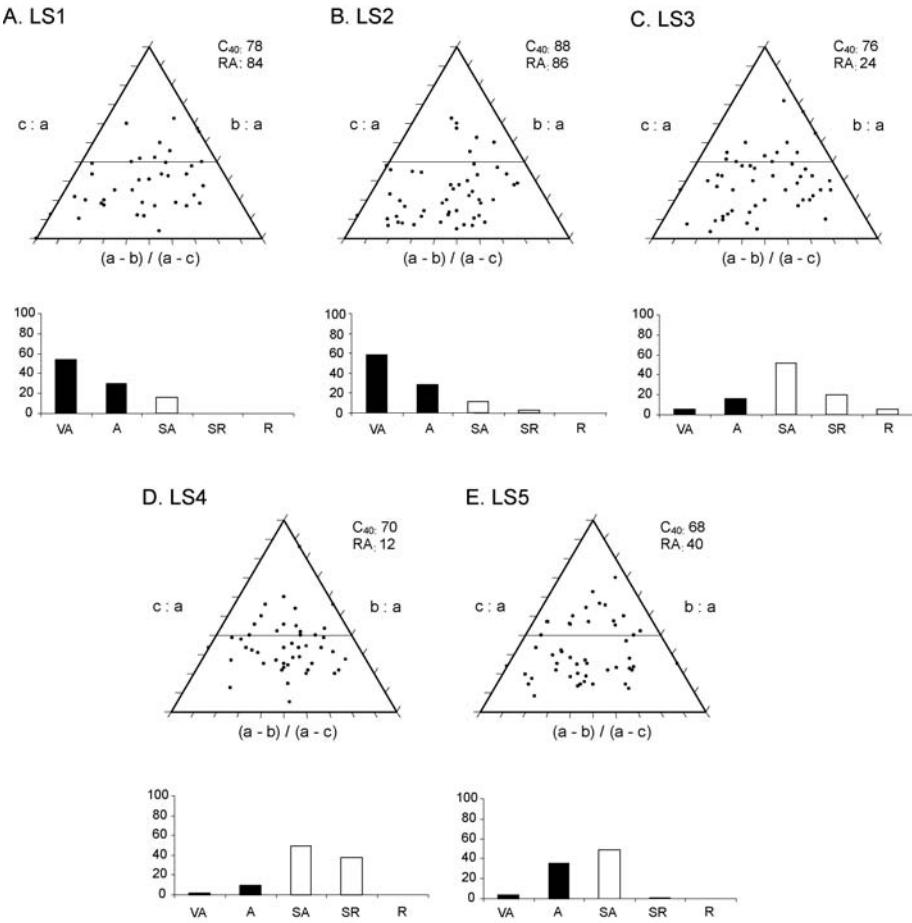 A. LS1
C40: 78
RA: 84
c : a
b : a
(a - b) / (a - c)
100
80
60
40
20
0
VA A SA SR R
B. LS2
C40: 88
RA: 86
c : a
b : a
(a - b) / (a - c)
100
80
60
40
20
0
VA A SA SR R
C. LS3
C40: 76
RA: 24
c : a
b : a
(a - b) / (a - c)
100
80
60
40
20
0
VA A SA SR R
D. LS4
C40: 70
RA: 12
c : a
b : a
(a - b) / (a - c)
100
80
60
40
20
0
VA A SA SR R
E. LS5
C40: 68
RA: 40
c : a
b : a
(a - b) / (a - c)
100
80
60
40
20
0
VA A SA SR R